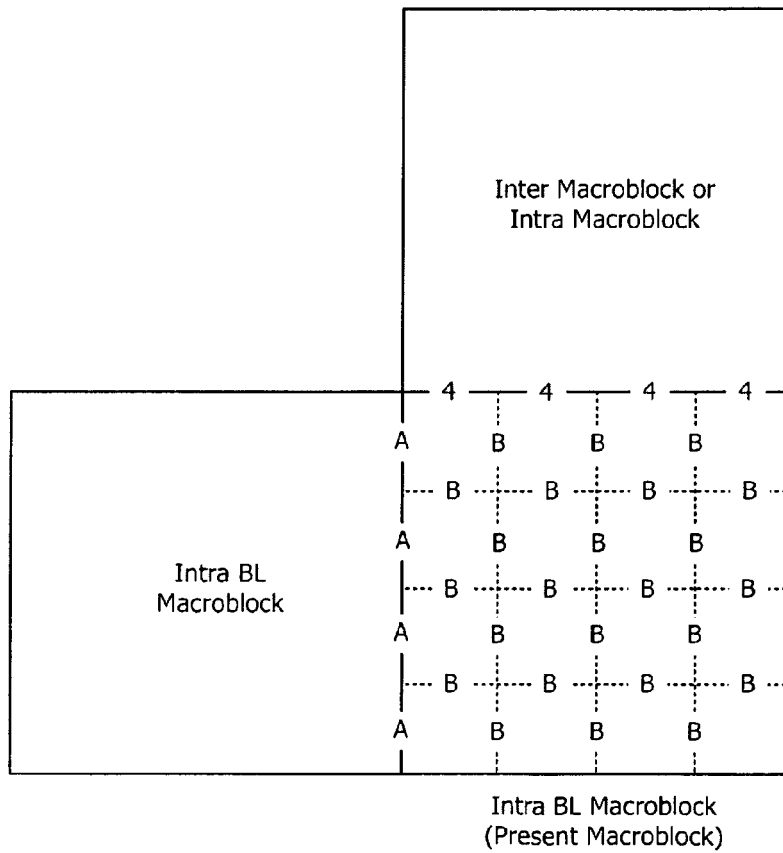 Inter Macroblock or
Intra Macroblock
4 4 4 4
A B B B
B B B B
A B B B
Intra BL
Macroblock
B B B B
A B B B
B B B B
A B B B
Intra BL Macroblock
(Present Macroblock)